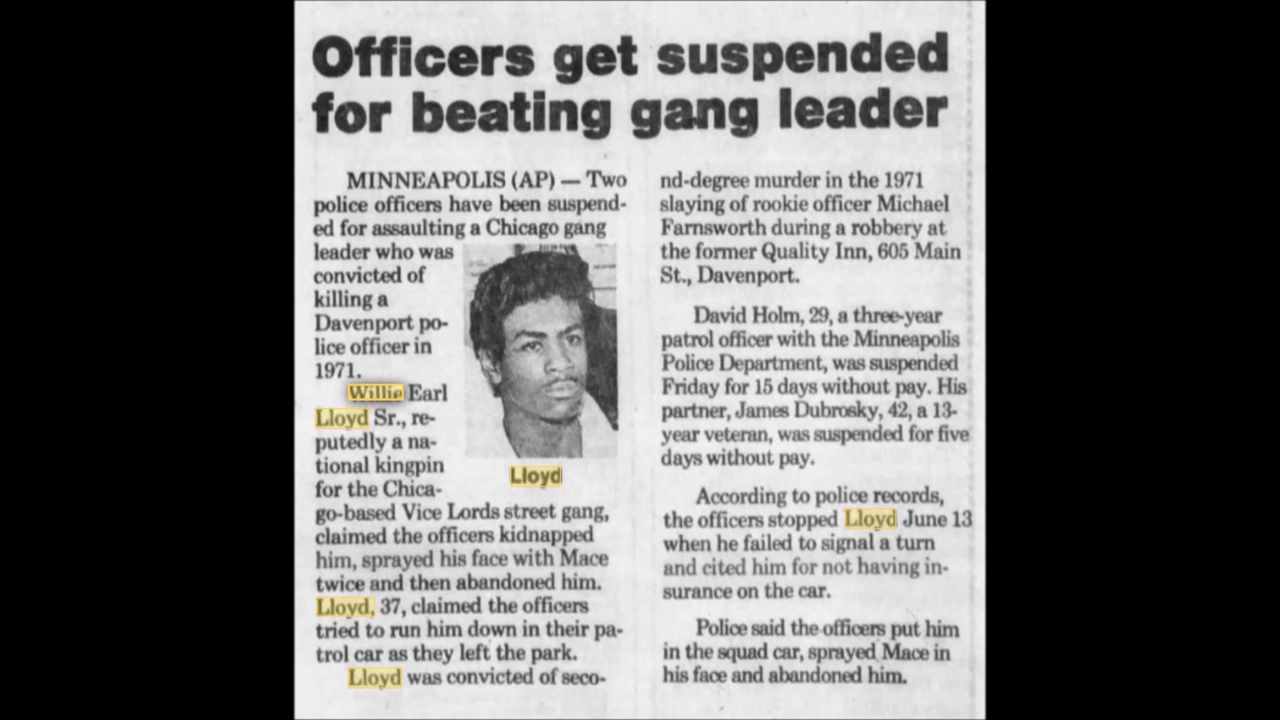 Officers get suspended
for beating gang leader
MINNEAPOLIS (AP) — Two
police officers have been suspend-
ed for assaulting a Chicago gang
leader who was
convicted of
killing a
Davenport po-
lice officer in
1971.
Willie Earl
Lloyd Sr., re-
putedly a na-
tional kingpin
for the Chica-
Lloyd
go-based Vice Lords street gang,
claimed the officers kidnapped
him, sprayed his face with Mace
twice and then abandoned him.
Lloyd, 37, claimed the officers
tried to run him down in their pa-
trol car as they left the park.
Lloyd was convicted of seco-
nd-degree murder in the 1971
slaying of rookie officer Michael
Farnsworth during a robbery at
the former Quality Inn, 605 Main
St., Davenport.
David Holm, 29, a three-year
patrol officer with the Minneapolis
Police Department, was suspended
Friday for 15 days without pay. His
partner, James Dubrosky, 42, a 13-
year veteran, was suspended for five
days without pay.
According to police records,
the officers stopped Lloyd June 13
when he failed to signal a turn
and cited him for not having in-
surance on the car.
Police said the officers put him
in the squad car, sprayed Mace in
his face and abandoned him.